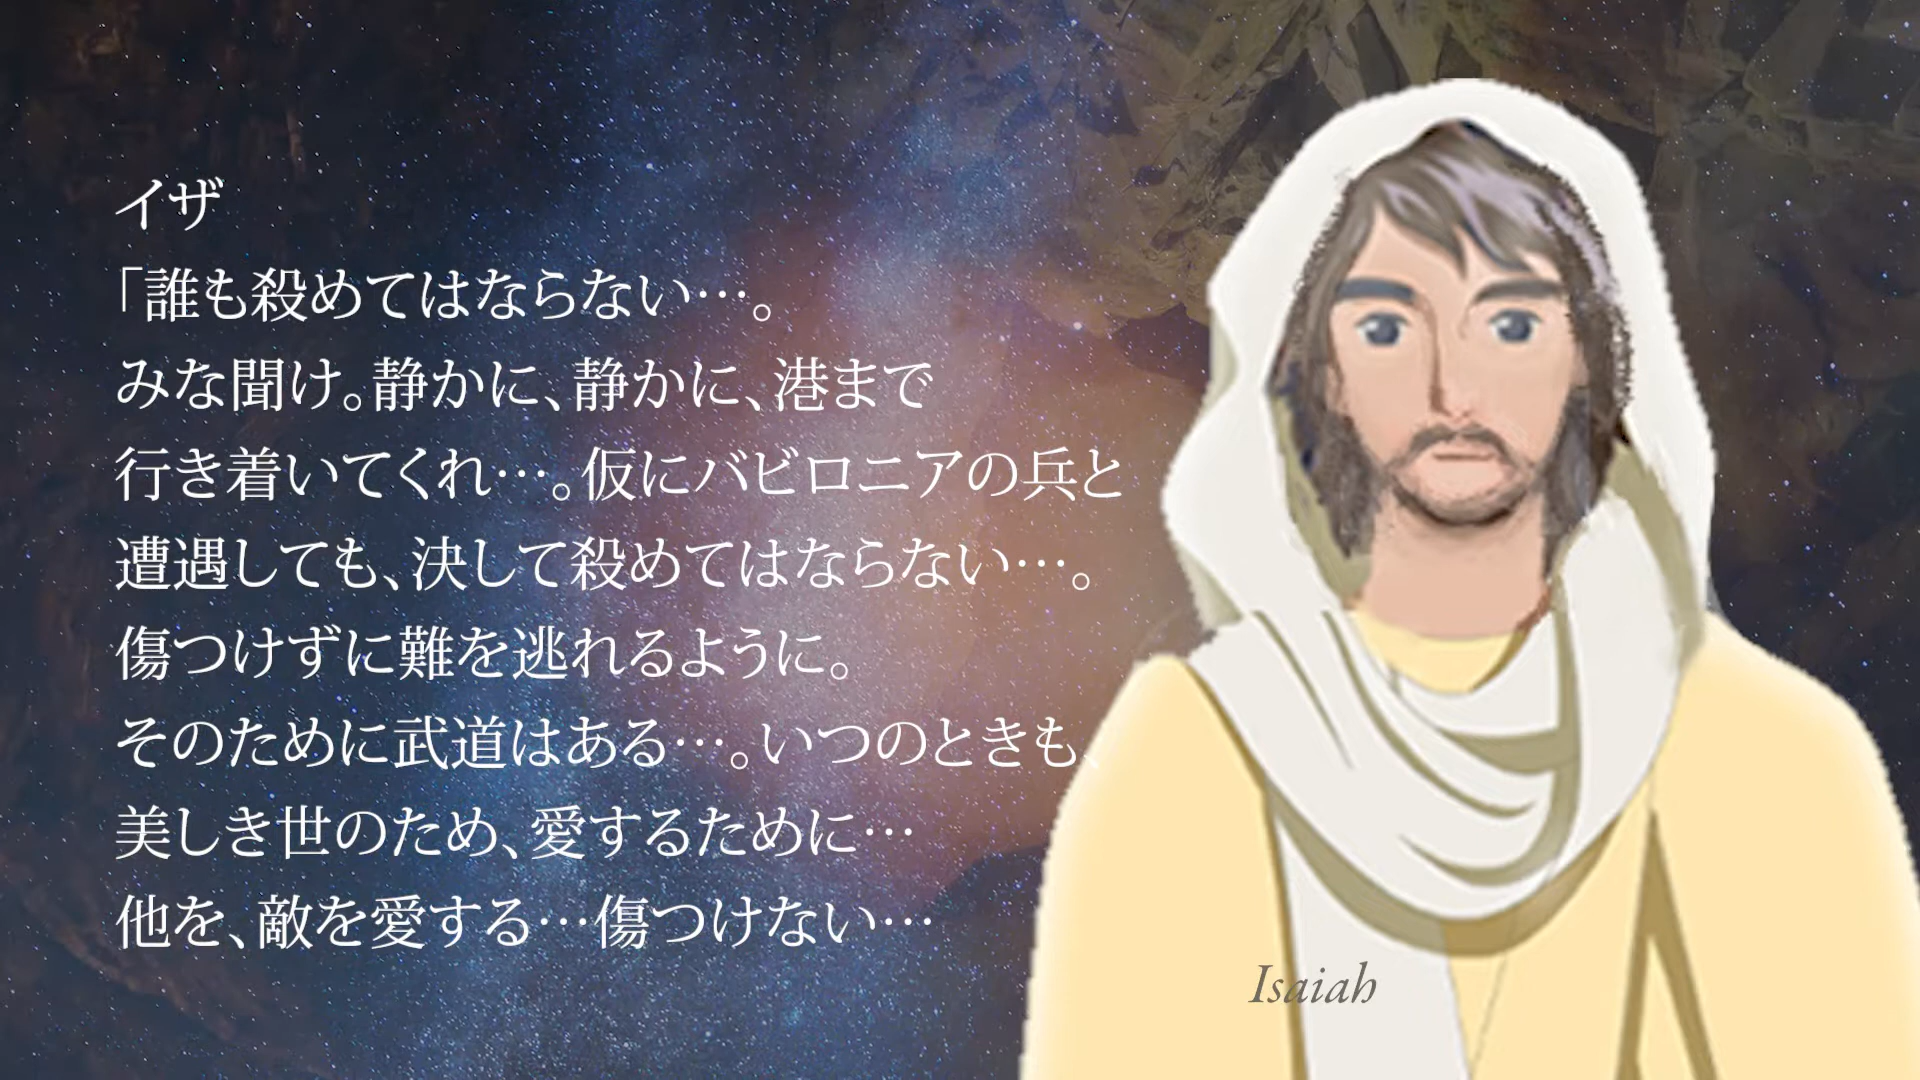 イザ
「誰も殺めてはならない…。
みな聞け。静かに、静かに、港まで
行き着いてくれ…。仮にバビロニアの兵と
遭遇しても、決して殺めてはならない…。
傷つけずに難を逃れるように。
そのために武道はある…。いつのときも、
美しき世のため、愛するために…
他を、敵を愛する…傷つけない…
Isaiah